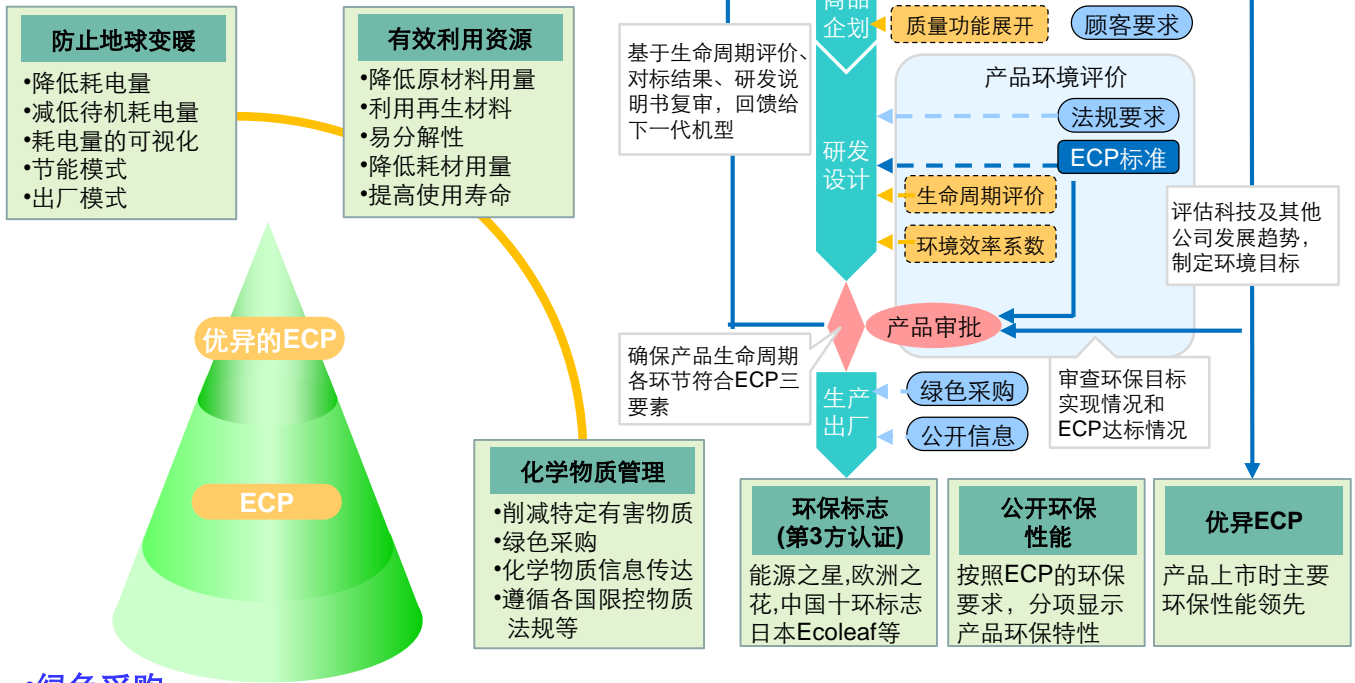 防止地球变暖
•降低耗电量
•减低待机耗电量
•耗电量的可视化
•节能模式
•出厂模式
有效利用资源
•降低原材料用量
•利用再生材料
•易分解性
•降低耗材用量
•提高使用寿命
优异的ECP
ECP
化学物质管理
•削减特定有害物质
•绿色采购
•化学物质信息传达
•遵循各国限控物质
法规等
商品
企划
质量功能展开
顾客要求
基于生命周期评价、
对标结果、研发说
明书复审，回馈给
下一代机型
产品环境评价
法规要求
ECP标准
研发
设计
生命周期评价
环境效率系数
评估科技及其他
公司发展趋势，
制定环境目标
产品审批
确保产品生命周期
各环节符合ECP三
要素
审查环保目标
实现情况和
ECP达标情况
生产
出厂
绿色采购
公开信息
环保标志
(第3方认证)
能源之星,欧洲之
花,中国十环标志
日本Ecoleaf等
公开环保
性能
按照ECP的环保
要求，分项显示
产品环保特性
优异ECP
产品上市时主要
环保性能领先
•绿色采购